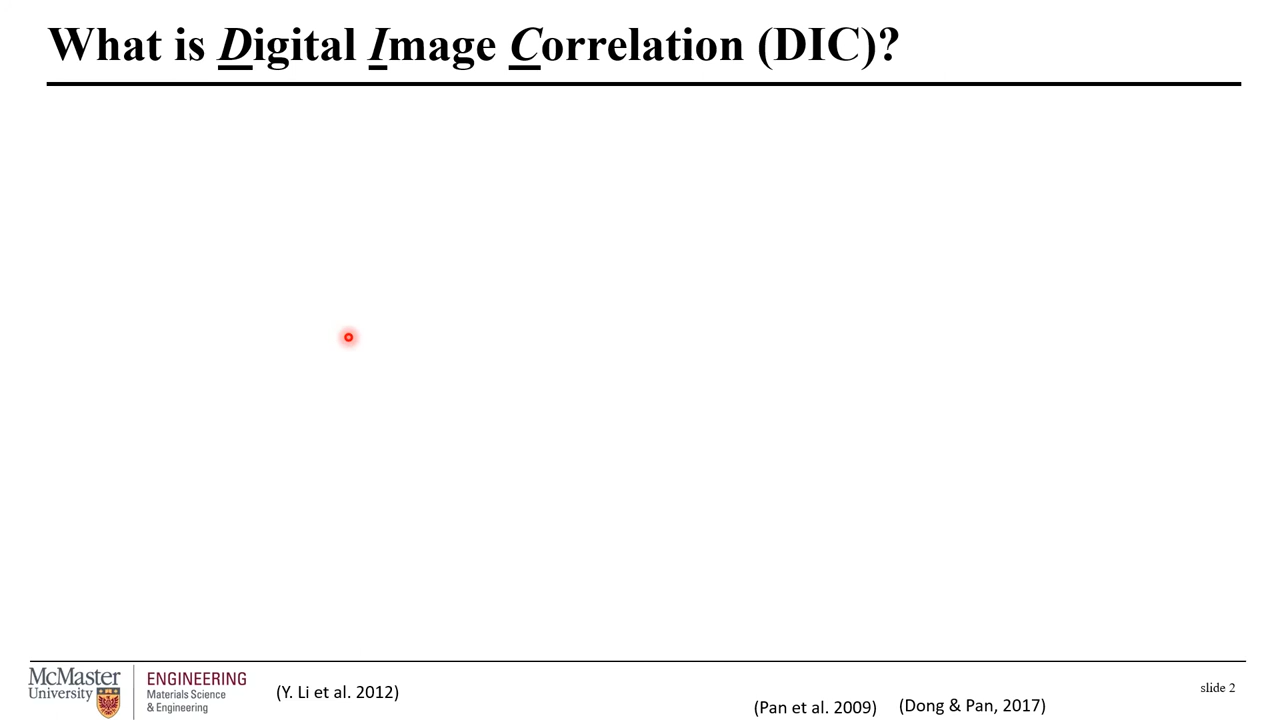 What is Digital Image Correlation (DIC)?
McMaster
University
ENGINEERING
Materials Science
& Engineering
(Y. Li et al. 2012)
(Pan et al. 2009)
(Dong & Pan, 2017)
slide 2